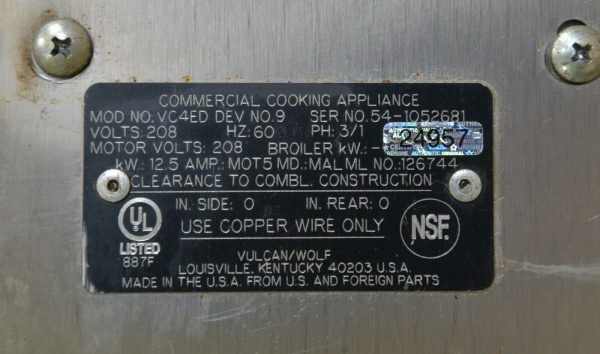 COMMERCIAL COOKING APPLIANCE
MOD NO: VC4ED DEV NO.9 SER NO.54-1052681
VOLTS: 208 HZ: 60 PH: 3/1
MOTOR VOLTS: 208 BROILER kW: -
24957
kW: 12.5 AMP.: MOT5 MD.: MAL ML NO.:126744
CLEARANCE TO COMBL. CONSTRUCTION
IN. SIDE: 0 IN. REAR: 0
USE COPPER WIRE ONLY
UL
LISTED
887F
NSF.
VULCAN/WOLF
LOUISVILLE, KENTUCKY 40203 U.S.A.
MADE IN THE U.S.A. FROM U.S. AND FOREIGN PARTS